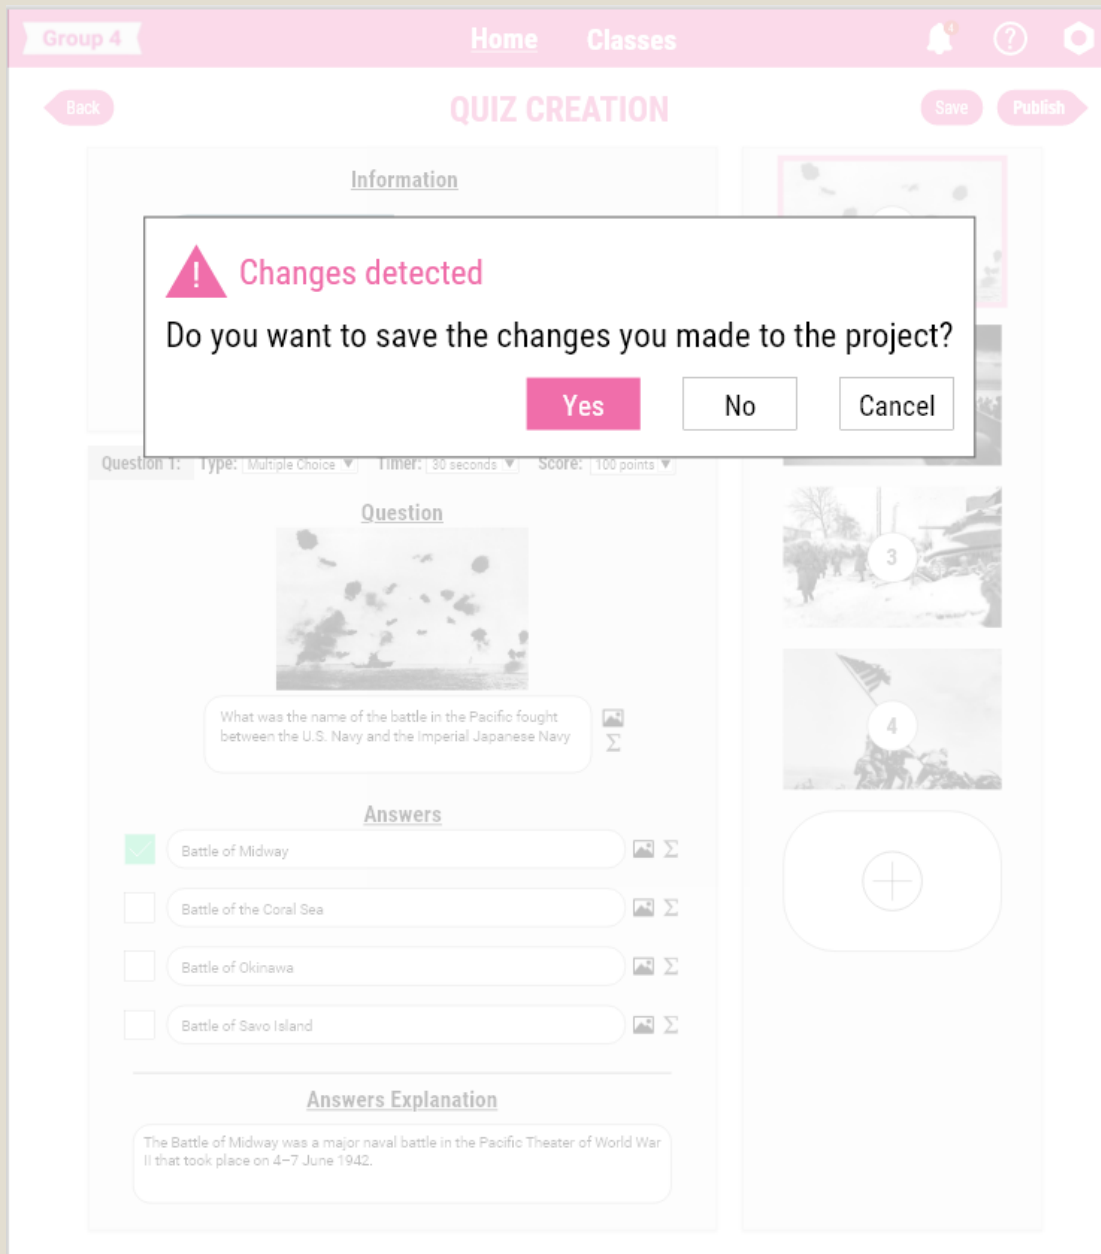 Group 4
Home
Classes
4
?
Back
QUIZ CREATION
Save
Publish
Information
!
Changes detected
Do you want to save the changes you made to the project?
Yes
No
Cancel
Question 1: Type: Multiple Choice ▼ Timer: 30 seconds ▼ Score: 100 points ▼
Question
What was the name of the battle in the Pacific fought
between the U.S. Navy and the Imperial Japanese Navy
Σ
Answers
Battle of Midway Σ
Battle of the Coral Sea Σ
Battle of Okinawa Σ
Battle of Savo Island Σ
Answers Explanation
The Battle of Midway was a major naval battle in the Pacific Theater of World War
II that took place on 4–7 June 1942.
3
4